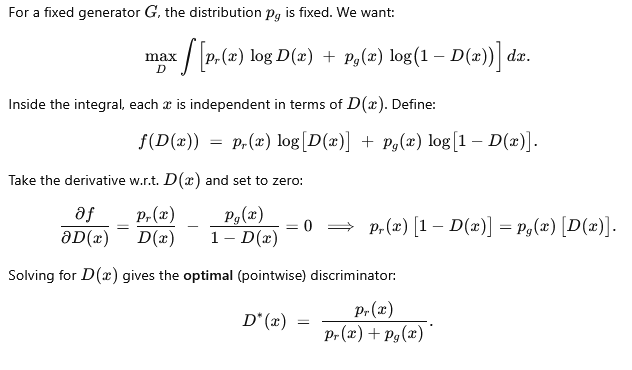 For a fixed generator G, the distribution p_g is fixed. We want:
max_D ∫ [p_r(x) log D(x) + p_g(x) log(1 − D(x))] dx.
Inside the integral, each x is independent in terms of D(x). Define:
f(D(x)) = p_r(x) log[D(x)] + p_g(x) log[1 − D(x)].
Take the derivative w.r.t. D(x) and set to zero:
∂f/∂D(x) = p_r(x)/D(x) − p_g(x)/(1 − D(x)) = 0 ⟹ p_r(x) [1 − D(x)] = p_g(x) [D(x)].
Solving for D(x) gives the optimal (pointwise) discriminator:
D*(x) = p_r(x)/(p_r(x) + p_g(x)).